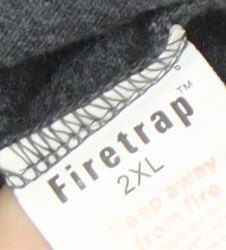 Firetrap™
2XL
Keep away
from fire